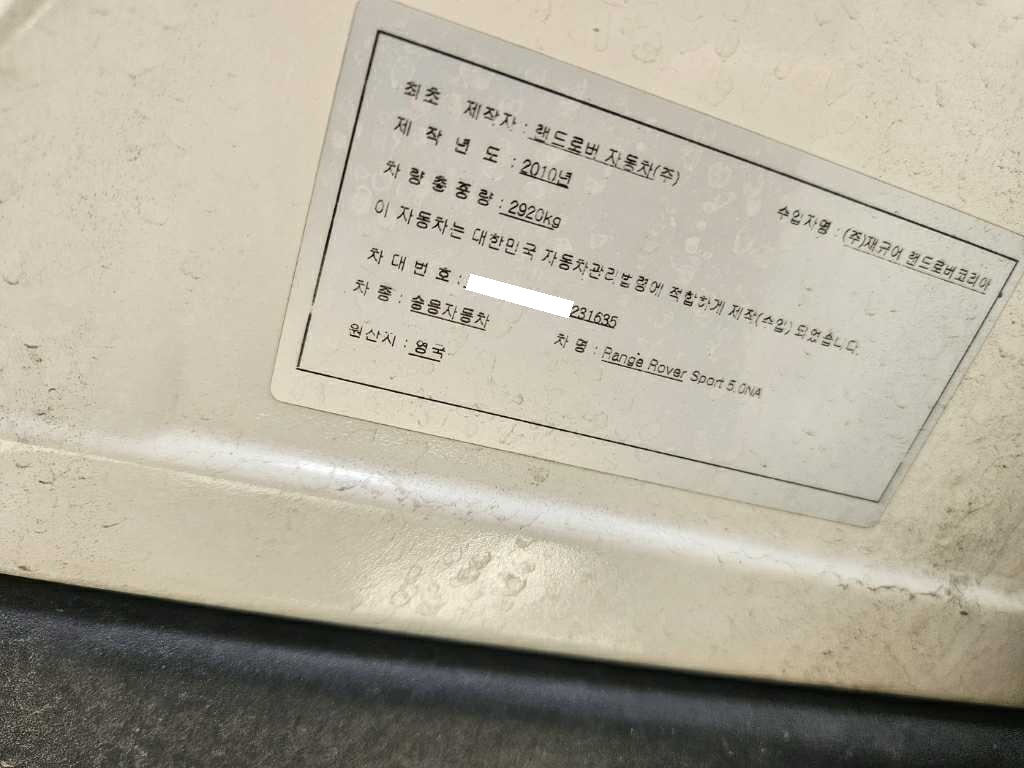 최초 제작자 : 랜드로버 자동차(주)
제 작 년 도 : 2010년
수입자명 : (주)재규어 랜드로버코리아
차 량 총 중 량 : 2920kg
이 자동차는 대한민국 자동차관리법령에 적합하게 제작(수입) 되었습니다.
차 대 번 호 : 231635
차 종 : 승용자동차
차 명 : Range Rover Sport 5.0NA
원산지 : 영국